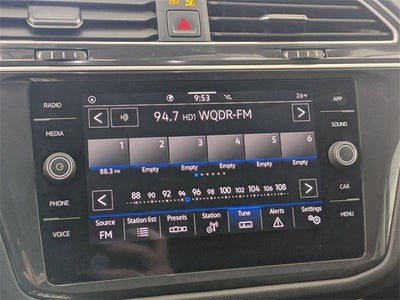 OFF
RADIO
MEDIA
PHONE
VOICE
9:53
26°F
94.7 HD1 WQDR-FM
1 2 3 4 5 6
88.3 FM Empty Empty Empty Empty Empty
88 90 92 94 96 98 100 102 104 106 108
Source Station list Presets Station Tune Alerts Settings
FM
APP
SOUND
CAR
MENU